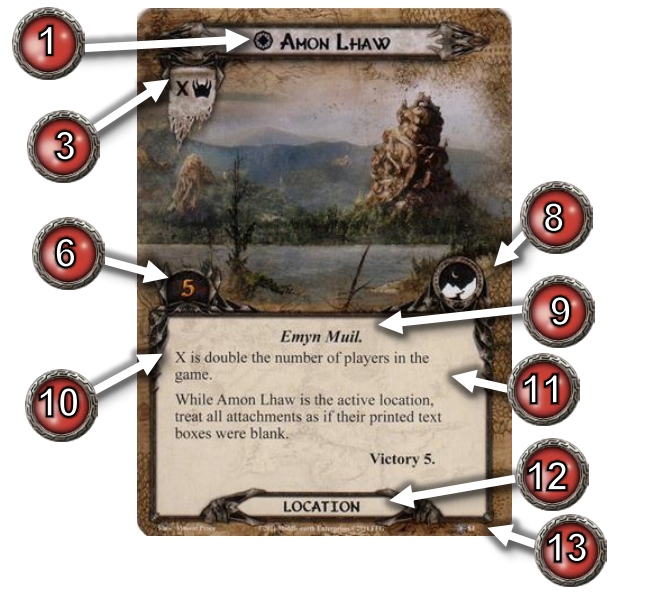 1
AMON LHAW
3
X
6
5
8
9
Emyn Muil.
X is double the number of players in the
game.
10
11
While Amon Lhaw is the active location,
treat all attachments as if their printed text
boxes were blank.
Victory 5.
12
LOCATION
13